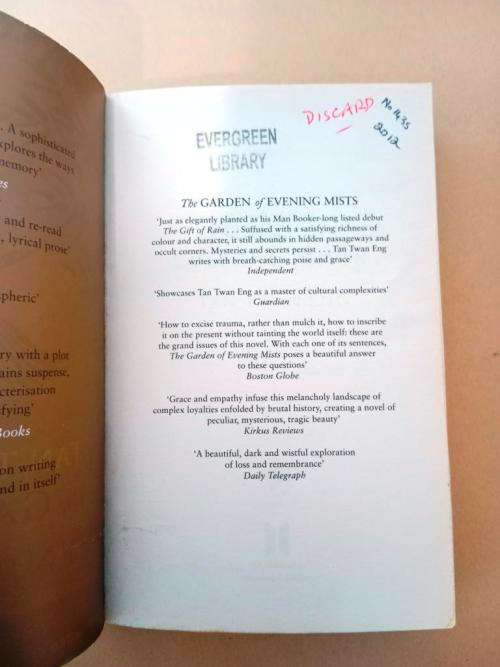 . A sophisticated
explores the ways
memory'
es
and re-read
, lyrical prose'
spheric'
ry with a plot
ains suspense,
acterisation
fying'
Books
on writing
nd in itself'
DISCARD
No 1435
2012
EVERGREEN
LIBRARY
The GARDEN of EVENING MISTS
'Just as elegantly planted as his Man Booker-long listed debut
The Gift of Rain . . . Suffused with a satisfying richness of
colour and character, it still abounds in hidden passageways and
occult corners. Mysteries and secrets persist . . . Tan Twan Eng
writes with breath-catching poise and grace'
Independent
'Showcases Tan Twan Eng as a master of cultural complexities'
Guardian
'How to excise trauma, rather than mulch it, how to inscribe
it on the present without tainting the world itself: these are
the grand issues of this novel. With each one of its sentences,
The Garden of Evening Mists poses a beautiful answer
to these questions'
Boston Globe
'Grace and empathy infuse this melancholy landscape of
complex loyalties enfolded by brutal history, creating a novel of
peculiar, mysterious, tragic beauty'
Kirkus Reviews
'A beautiful, dark and wistful exploration
of loss and remembrance'
Daily Telegraph